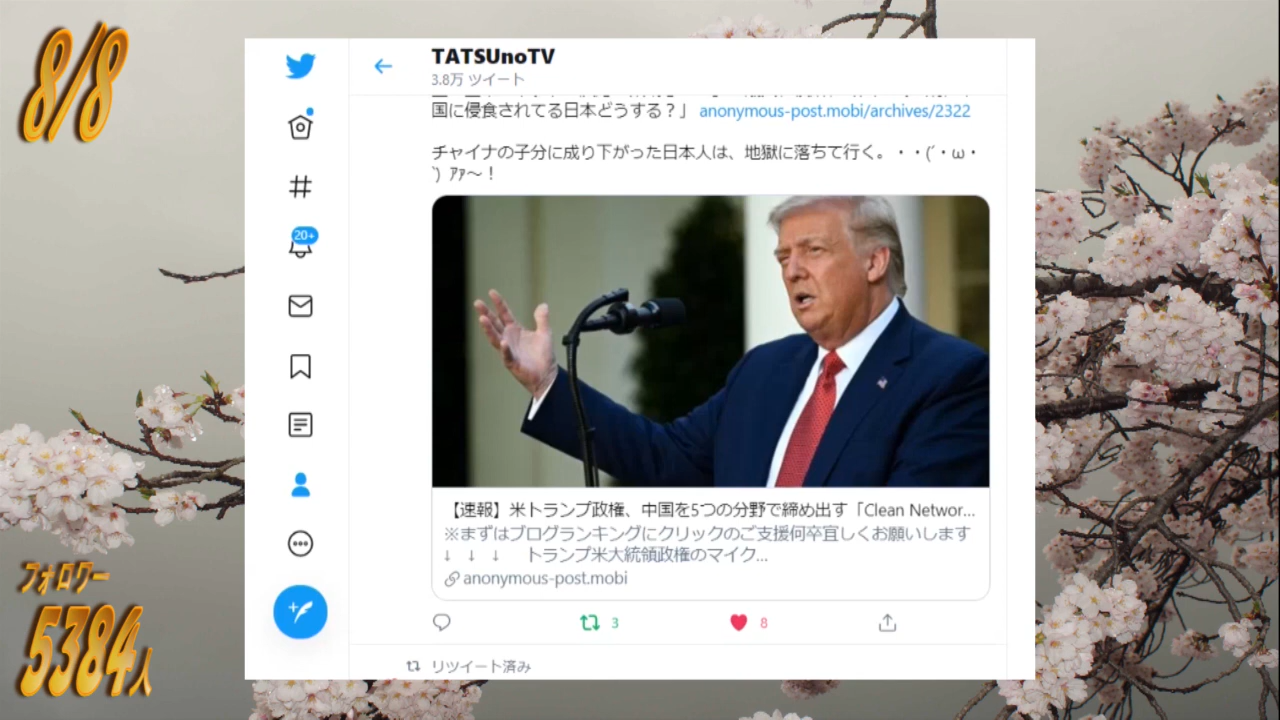 8/8
TATSUnoTV
3.8万 ツイート
国に侵食されてる日本どうする？」 anonymous-post.mobi/archives/2322
チャイナの子分に成り下がった日本人は、地獄に落ちて行く。・・(´・ω・
`) ｱｧ〜！
20+
【速報】米トランプ政権、中国を5つの分野で締め出す「Clean Networ...
※まずはブログランキングにクリックのご支援何卒宜しくお願いします
↓ ↓ ↓ トランプ米大統領政権のマイク...
anonymous-post.mobi
3
8
リツイート済み
フォロワー
5384人